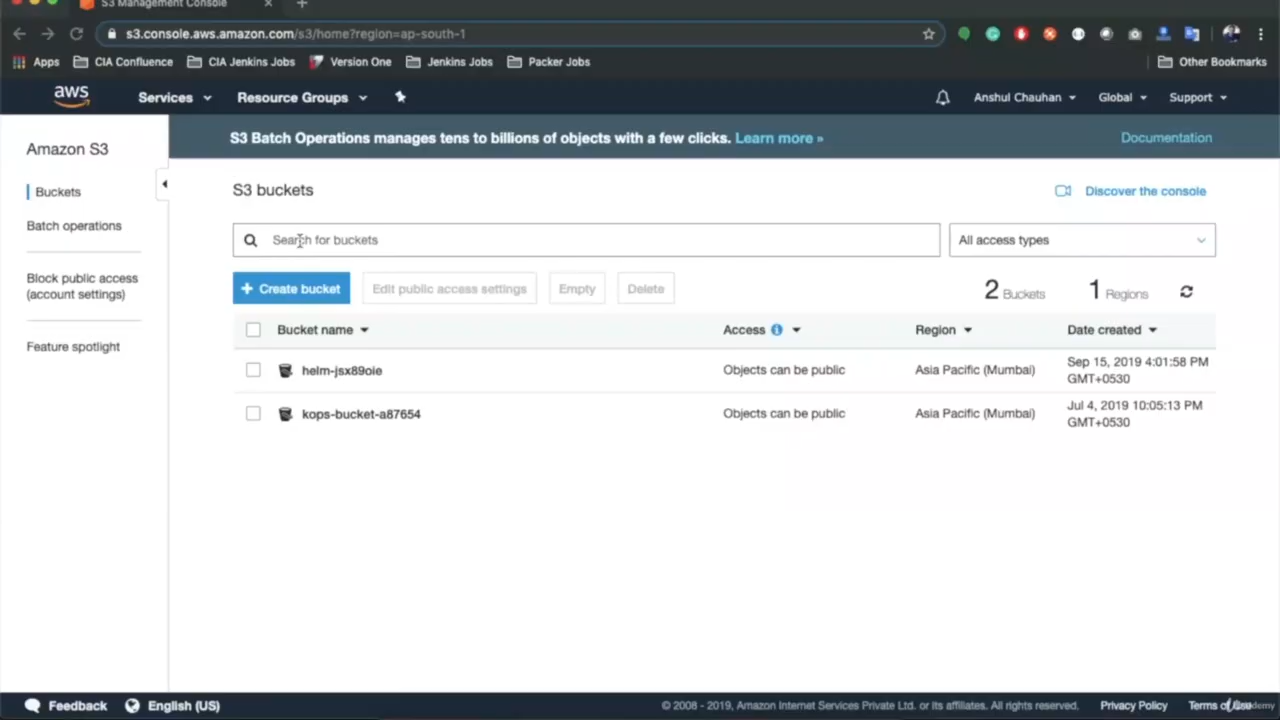 S3 Management Console
s3.console.aws.amazon.com/s3/home?region=ap-south-1
Apps CIA Confluence CIA Jenkins Jobs Version One Jenkins Jobs Packer Jobs Other Bookmarks
aws Services Resource Groups Anshul Chauhan Global Support
Amazon S3
Buckets
Batch operations
Block public access
(account settings)
Feature spotlight
S3 Batch Operations manages tens to billions of objects with a few clicks. Learn more » Documentation
S3 buckets Discover the console
Search for buckets All access types
+ Create bucket Edit public access settings Empty Delete 2 Buckets 1 Regions
Bucket name Access Region Date created
helm-jsx89oie Objects can be public Asia Pacific (Mumbai) Sep 15, 2019 4:01:58 PM
GMT+0530
kops-bucket-a87654 Objects can be public Asia Pacific (Mumbai) Jul 4, 2019 10:05:13 PM
GMT+0530
Feedback English (US) © 2008 - 2019, Amazon Internet Services Private Ltd. or its affiliates. All rights reserved. Privacy Policy Terms of